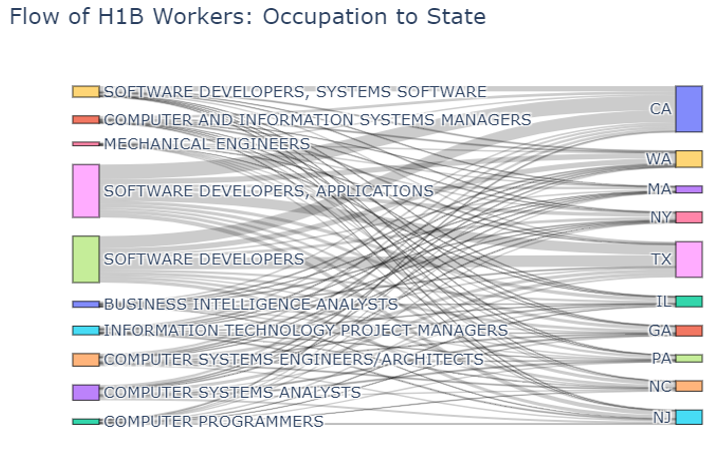 Flow of H1B Workers: Occupation to State
SOFTWARE DEVELOPERS, SYSTEMS SOFTWARE
COMPUTER AND INFORMATION SYSTEMS MANAGERS
MECHANICAL ENGINEERS
SOFTWARE DEVELOPERS, APPLICATIONS
SOFTWARE DEVELOPERS
BUSINESS INTELLIGENCE ANALYSTS
INFORMATION TECHNOLOGY PROJECT MANAGERS
COMPUTER SYSTEMS ENGINEERS/ARCHITECTS
COMPUTER SYSTEMS ANALYSTS
COMPUTER PROGRAMMERS
CA
WA
MA
NY
TX
IL
GA
PA
NC
NJ